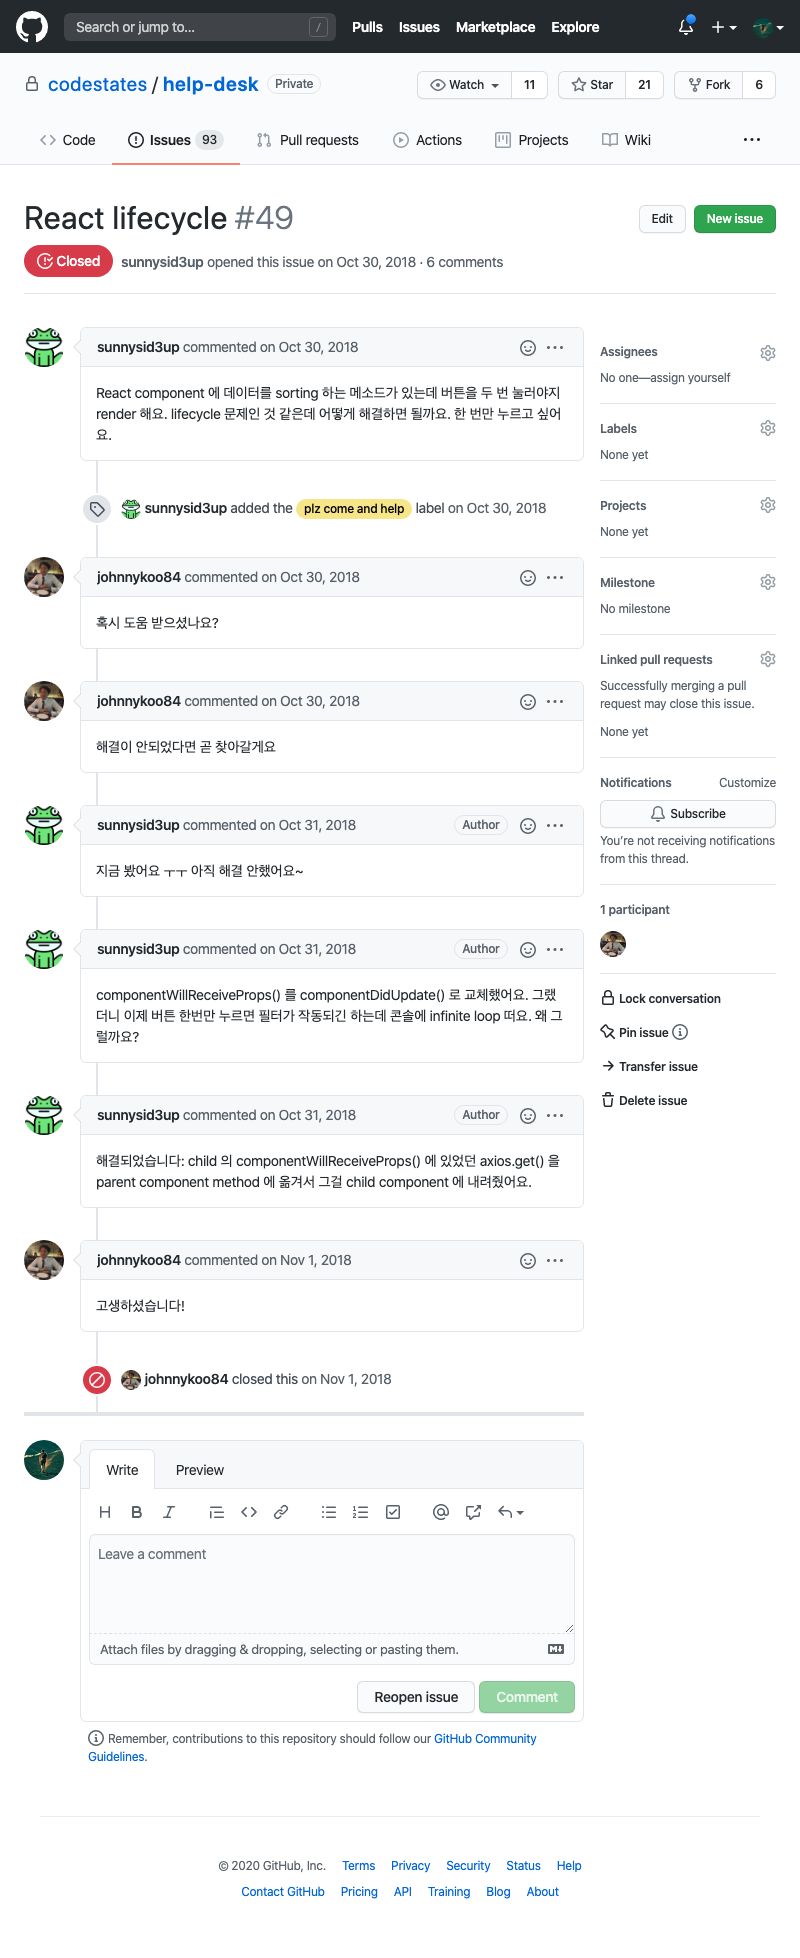 Search or jump to... /
Pulls Issues Marketplace Explore
codestates / help-desk Private
Watch 11 Star 21 Fork 6
Code Issues 93 Pull requests Actions Projects Wiki ...
React lifecycle #49
Edit New issue
Closed sunnysid3up opened this issue on Oct 30, 2018 · 6 comments
sunnysid3up commented on Oct 30, 2018
React component 에 데이터를 sorting 하는 메소드가 있는데 버튼을 두 번 눌러야지
render 해요. lifecycle 문제인 것 같은데 어떻게 해결하면 될까요. 한 번만 누르고 싶어
요.
sunnysid3up added the plz come and help label on Oct 30, 2018
johnnykoo84 commented on Oct 30, 2018
혹시 도움 받으셨나요?
johnnykoo84 commented on Oct 30, 2018
해결이 안되었다면 곧 찾아갈게요
sunnysid3up commented on Oct 31, 2018 Author
지금 봤어요 ㅜㅜ 아직 해결 안했어요~
sunnysid3up commented on Oct 31, 2018 Author
componentWillReceiveProps() 를 componentDidUpdate() 로 교체했어요. 그랬
더니 이제 버튼 한번만 누르면 필터가 작동되긴 하는데 콘솔에 infinite loop 떠요. 왜 그
럴까요?
sunnysid3up commented on Oct 31, 2018 Author
해결되었습니다: child 의 componentWillReceiveProps() 에 있었던 axios.get() 을
parent component method 에 옮겨서 그걸 child component 에 내려줬어요.
johnnykoo84 commented on Nov 1, 2018
고생하셨습니다!
johnnykoo84 closed this on Nov 1, 2018
Assignees
No one—assign yourself
Labels
None yet
Projects
None yet
Milestone
No milestone
Linked pull requests
Successfully merging a pull
request may close this issue.
None yet
Notifications Customize
Subscribe
You're not receiving notifications
from this thread.
1 participant
Lock conversation
Pin issue
Transfer issue
Delete issue
Write Preview
H B I
Leave a comment
Attach files by dragging & dropping, selecting or pasting them.
Reopen issue Comment
Remember, contributions to this repository should follow our GitHub Community
Guidelines.
© 2020 GitHub, Inc. Terms Privacy Security Status Help
Contact GitHub Pricing API Training Blog About